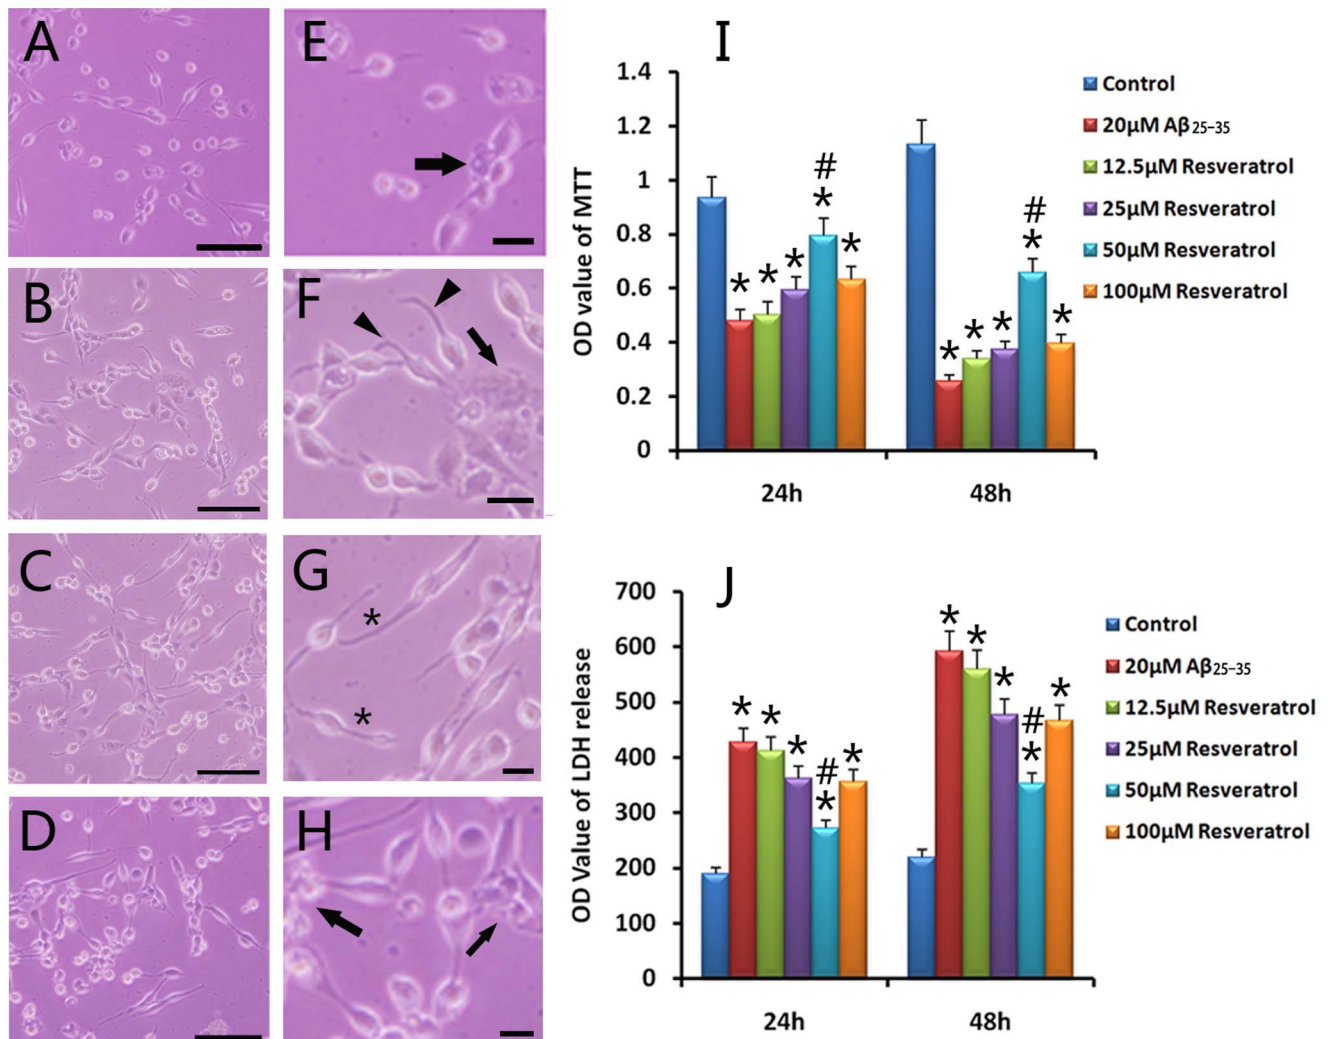 A
E
B
F
C
G
*
*
D
H
I
OD value of MTT
1.4
1.2
1
0.8
0.6
0.4
0.2
0
* * * # * *
* * * # * *
24h
48h
Control
20µM Aβ25-35
12.5µM Resveratrol
25µM Resveratrol
50µM Resveratrol
100µM Resveratrol
J
OD Value of LDH release
700
600
500
400
300
200
100
0
* * * # * *
* * * # * *
24h
48h
Control
20µM Aβ25-35
12.5µM Resveratrol
25µM Resveratrol
50µM Resveratrol
100µM Resveratrol